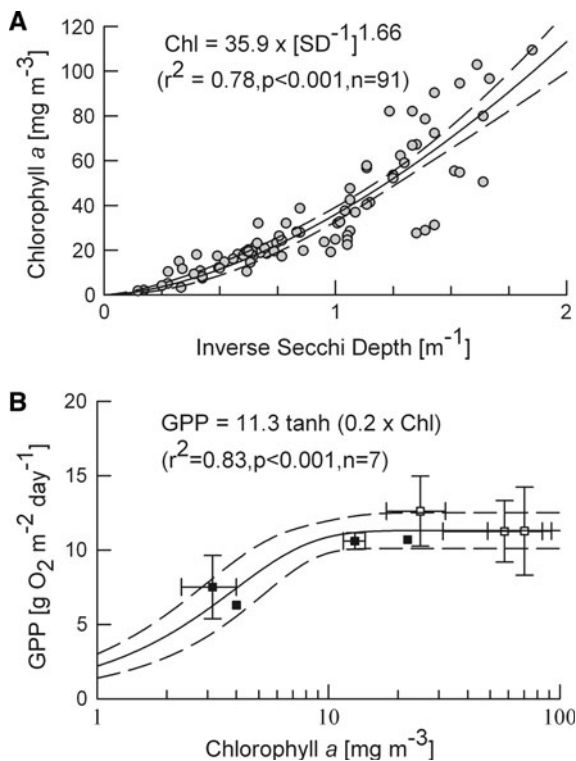 A
Chl = 35.9 x [SD⁻¹]¹·⁶⁶
(r² = 0.78,p<0.001,n=91)
Chlorophyll a [mg m⁻³]
120
100
80
60
40
20
0
0 1 2
Inverse Secchi Depth [m⁻¹]
B
GPP = 11.3 tanh (0.2 x Chl)
(r²=0.83,p<0.001,n=7)
GPP [g O₂ m⁻² day⁻¹]
20
15
10
5
0
1 10 100
Chlorophyll a [mg m⁻³]